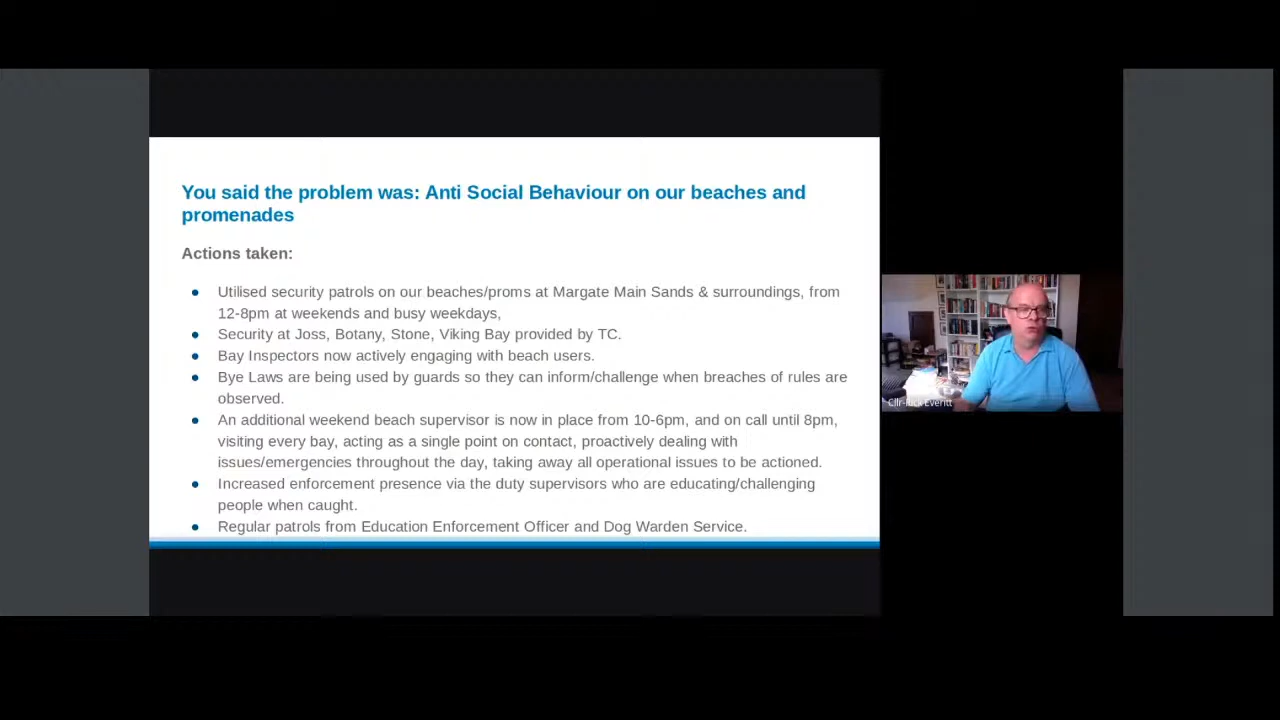 You said the problem was: Anti Social Behaviour on our beaches and
promenades
Actions taken:
● Utilised security patrols on our beaches/proms at Margate Main Sands & surroundings, from
12-8pm at weekends and busy weekdays,
● Security at Joss, Botany, Stone, Viking Bay provided by TC.
● Bay Inspectors now actively engaging with beach users.
● Bye Laws are being used by guards so they can inform/challenge when breaches of rules are
observed.
● An additional weekend beach supervisor is now in place from 10-6pm, and on call until 8pm,
visiting every bay, acting as a single point on contact, proactively dealing with
issues/emergencies throughout the day, taking away all operational issues to be actioned.
● Increased enforcement presence via the duty supervisors who are educating/challenging
people when caught.
● Regular patrols from Education Enforcement Officer and Dog Warden Service.
Cllr Rick Everitt